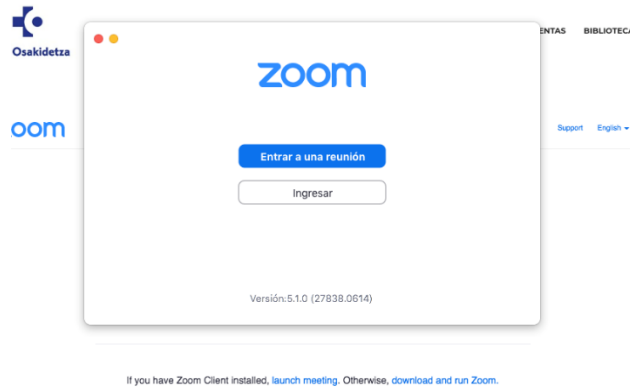 Osakidetza
ENTAS BIBLIOTECA
zoom
oom
Support English
Entrar a una reunión
Ingresar
Versión:5.1.0 (27838.0614)
If you have Zoom Client installed, launch meeting. Otherwise, download and run Zoom.